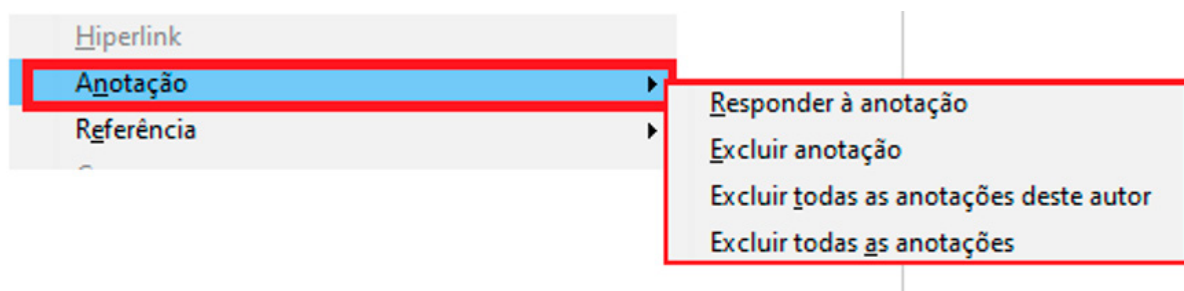 Hiperlink
Anotação
Referência
Responder à anotação
Excluir anotação
Excluir todas as anotações deste autor
Excluir todas as anotações